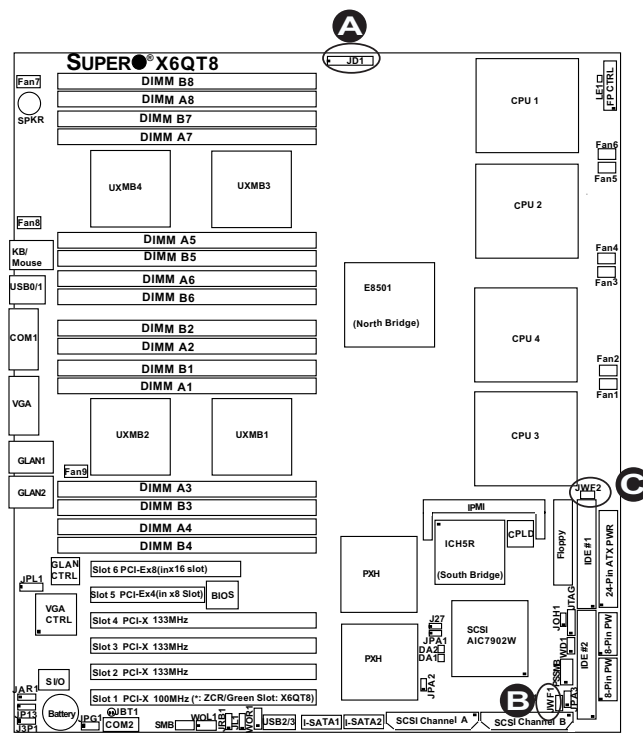 A
SUPER ® X6QT8
JD1
Fan7
SPKR
DIMM B8
DIMM A8
DIMM B7
DIMM A7
CPU 1
LE1
FP CTRL
Fan6
Fan5
UXMB4
UXMB3
CPU 2
Fan8
KB/
Mouse
USB0/1
DIMM A5
DIMM B5
DIMM A6
DIMM B6
E8501
(North Bridge)
Fan4
Fan3
COM1
DIMM B2
DIMM A2
DIMM B1
DIMM A1
CPU 4
Fan2
Fan1
VGA
UXMB2
UXMB1
CPU 3
GLAN1
Fan9
GLAN2
JWF2
C
DIMM A3
DIMM B3
DIMM A4
DIMM B4
IPMI
ICH5R
(South Bridge)
CPLD
Floppy
IDE #1
24-Pin ATX PWR
GLAN
CTRL
JPL1
Slot 6 PCI-Ex8(in x16 slot)
Slot 5 PCI-Ex4(in x8 Slot)
BIOS
PXH
VGA
CTRL
Slot 4 PCI-X 133MHz
Slot 3 PCI-X 133MHz
Slot 2 PCI-X 133MHz
Slot 1 PCI-X 100MHz (*: ZCR/Green Slot: X6QT8)
J27
JPA1
DA2
DA1
SCSI
AIC7902W
JOH1
JTAG
WD1
IDE #2
8-Pin PW
8-Pin PW
PXH
JPA2
PSSMB
S I/O
JAR1
JP13
J3P1
Battery
JPG1
JBT1
COM2
SMB
WOL1
JRB1
JL1
WOR1
USB2/3
I-SATA1
I-SATA2
SCSI Channel A
SCSI Channel B
B
JWF1
JPA3